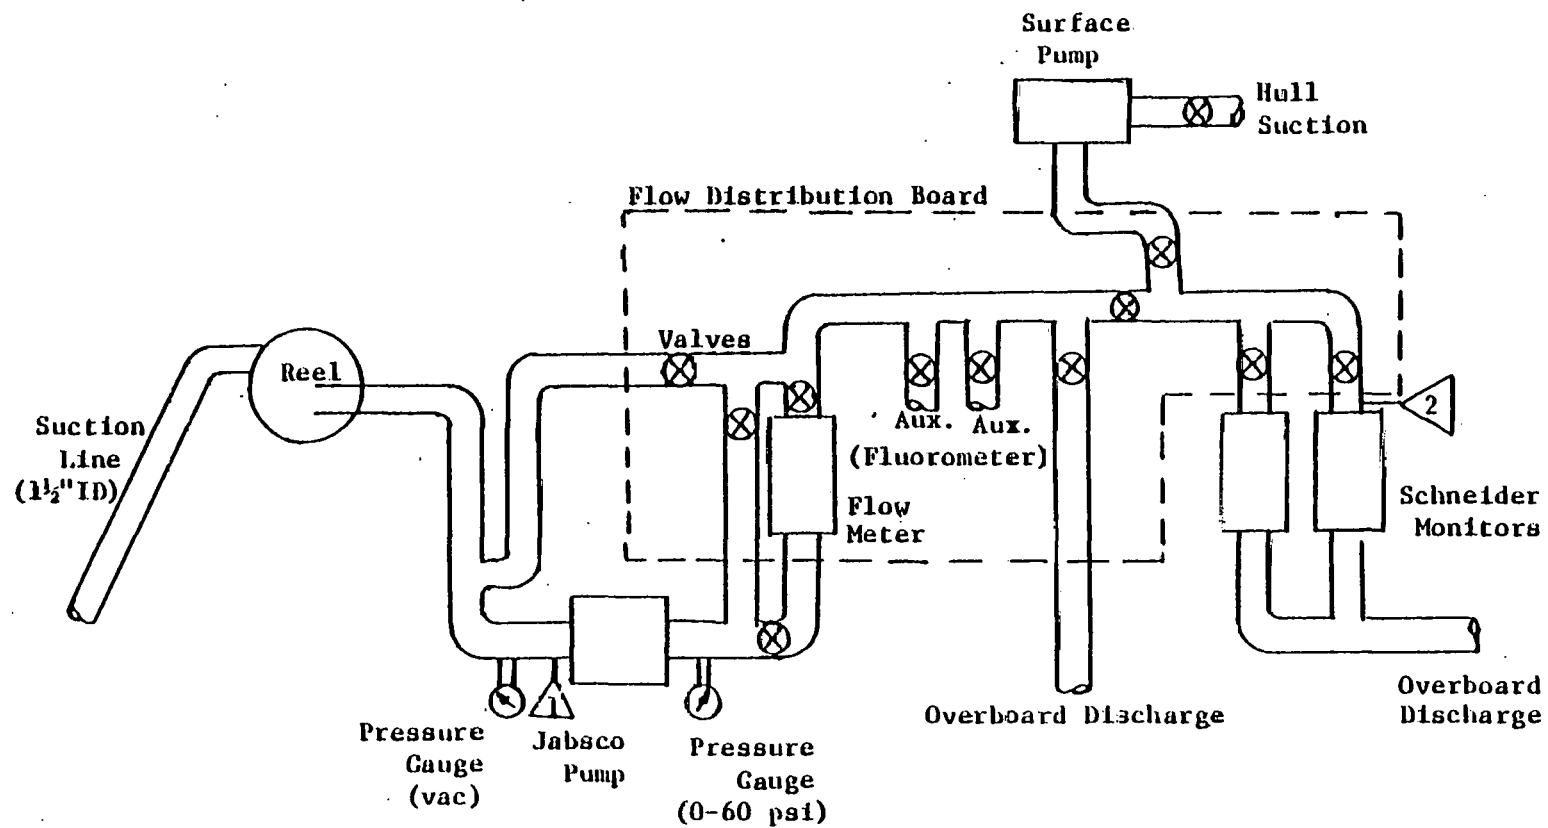 Surface
Pump
Hull
Suction
Flow Distribution Board
Valves
Reel
Suction
Line
(1½"ID)
Aux. Aux.
(Fluorometer)
2
Flow
Meter
Schneider
Monitors
1
Pressure
Gauge
(vac)
Jabsco
Pump
Pressure
Gauge
(0-60 psi)
Overboard Discharge
Overboard
Discharge